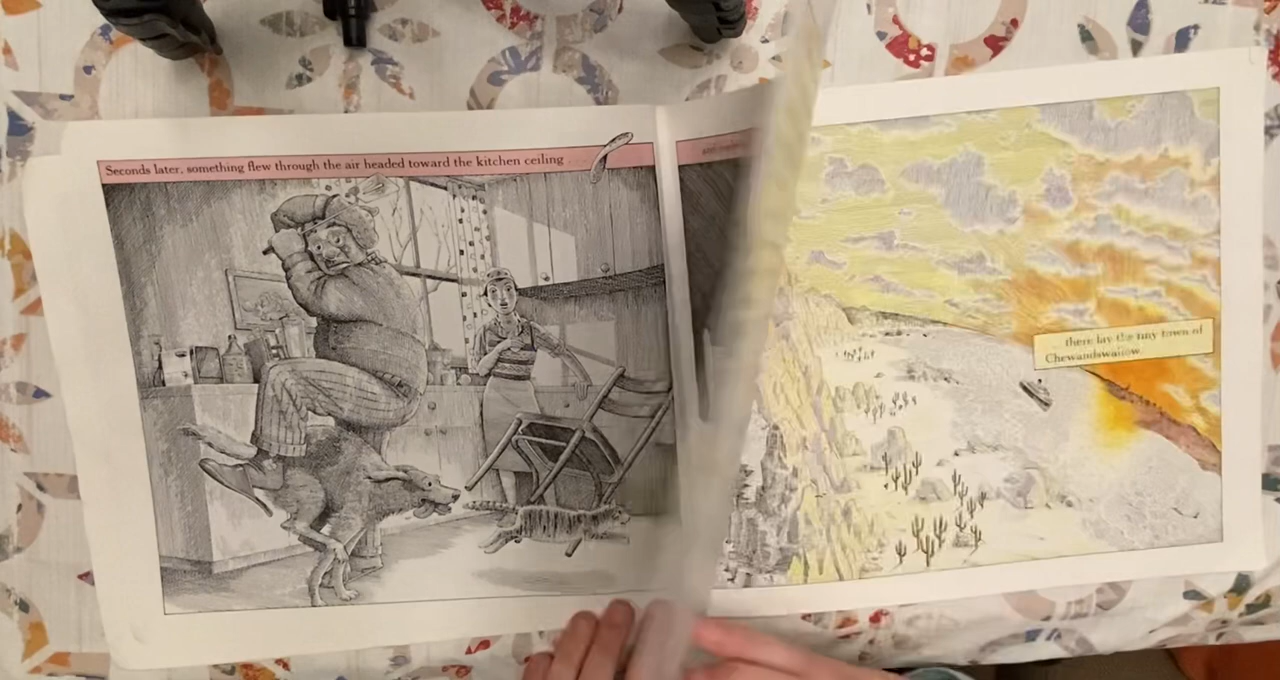 Seconds later, something flew through the air headed toward the kitchen ceiling . . .
there lay the tiny town of
Chewandswallow.